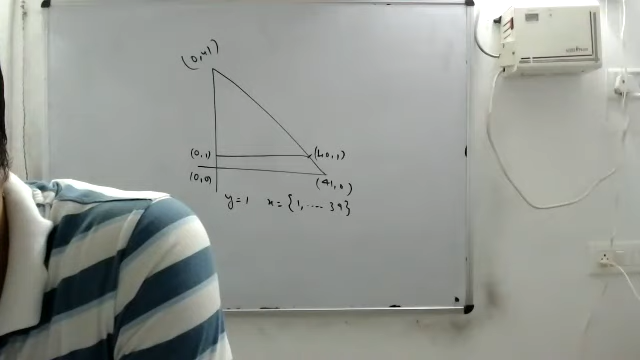 (0,41)
(0,1) (40,1)
(0,0) (41,0)
y=1 x={1,.... 39}